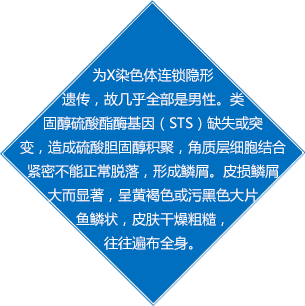 为X染色体连锁隐形
遗传，故几乎全部是男性。类
固醇硫酸酯酶基因（STS）缺失或突
变，造成硫酸胆固醇积聚，角质层细胞结合
紧密不能正常脱落，形成鳞屑。皮损鳞屑
大而显著，呈黄褐色或污黑色大片
鱼鳞状，皮肤干燥粗糙，
往往遍布全身。